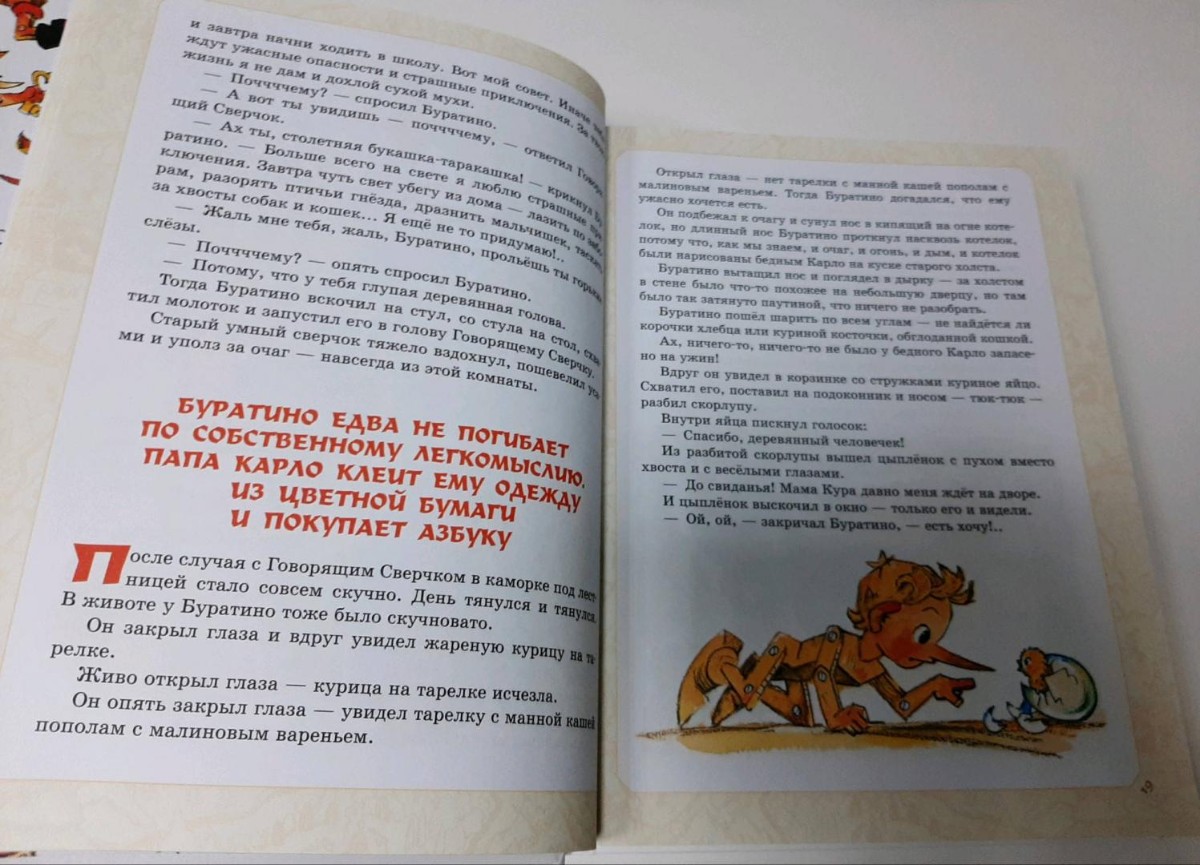 и завтра начни ходить в школу. Вот мой совет. Иначе тебя
ждут ужасные опасности и страшные приключения. За твою
жизнь я не дам и дохлой сухой мухи.
— Поччччему? — спросил Буратино.
— А вот ты увидишь — поччччему, — ответил Говоря
щий Сверчок.
— Ах ты, столетняя букашка-таракашка! — крикнул Бу
ратино. — Больше всего на свете я люблю страшные при
ключения. Завтра чуть свет убегу из дома — лазить по забо
рам, разорять птичьи гнёзда, дразнить мальчишек, таскать
за хвосты собак и кошек... Я ещё не то придумаю!..
— Жаль мне тебя, жаль, Буратино, прольёшь ты горькие
слёзы.
— Поччччему? — опять спросил Буратино.
— Потому, что у тебя глупая деревянная голова.
Тогда Буратино вскочил на стул, со стула на стол, схва
тил молоток и запустил его в голову Говорящему Сверчку.
Старый умный сверчок тяжело вздохнул, пошевелил уса
ми и уполз за очаг — навсегда из этой комнаты.
БУРАТИНО ЕДВА НЕ ПОГИБАЕТ
ПО СОБСТВЕННОМУ ЛЕГКОМЫСЛИЮ.
ПАПА КАРЛО КЛЕИТ ЕМУ ОДЕЖДУ
ИЗ ЦВЕТНОЙ БУМАГИ
И ПОКУПАЕТ АЗБУКУ
После случая с Говорящим Сверчком в каморке под лест-
ницей стало совсем скучно. День тянулся и тянулся.
В животе у Буратино тоже было скучновато.
Он закрыл глаза и вдруг увидел жареную курицу на та-
релке.
Живо открыл глаза — курица на тарелке исчезла.
Он опять закрыл глаза — увидел тарелку с манной кашей
пополам с малиновым вареньем.
Открыл глаза — нет тарелки с манной кашей пополам с
малиновым вареньем. Тогда Буратино догадался, что ему
ужасно хочется есть.
Он подбежал к очагу и сунул нос в кипящий на огне коте-
лок, но длинный нос Буратино проткнул насквозь котелок,
потому что, как мы знаем, и очаг, и огонь, и дым, и котелок
были нарисованы бедным Карло на куске старого холста.
Буратино вытащил нос и поглядел в дырку — за холстом
в стене было что-то похожее на небольшую дверцу, но там
было так затянуто паутиной, что ничего не разобрать.
Буратино пошёл шарить по всем углам — не найдётся ли
корочки хлебца или куриной косточки, обглоданной кошкой.
Ах, ничего-то, ничего-то не было у бедного Карло запасе-
но на ужин!
Вдруг он увидел в корзинке со стружками куриное яйцо.
Схватил его, поставил на подоконник и носом — тюк-тюк —
разбил скорлупу.
Внутри яйца пискнул голосок:
— Спасибо, деревянный человечек!
Из разбитой скорлупы вышел цыплёнок с пухом вместо
хвоста и с весёлыми глазами.
— До свиданья! Мама Кура давно меня ждёт на дворе.
И цыплёнок выскочил в окно — только его и видели.
— Ой, ой, — закричал Буратино, — есть хочу!..
19